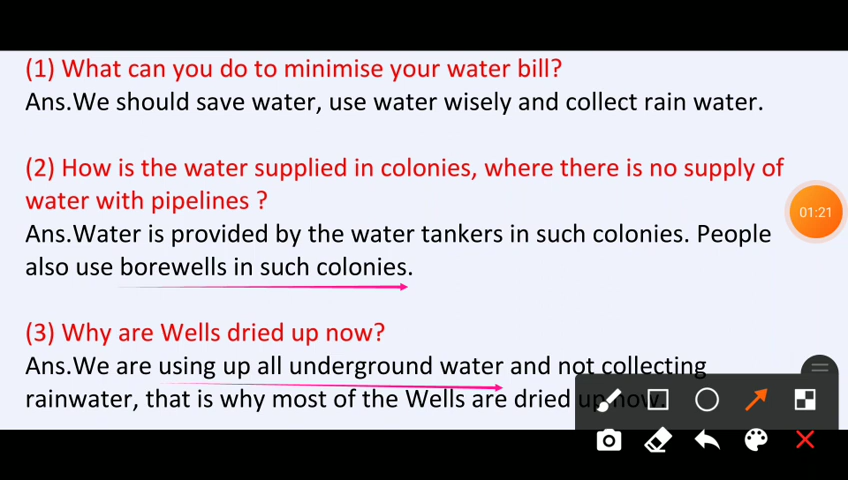 (1) What can you do to minimise your water bill?
Ans.We should save water, use water wisely and collect rain water.
(2) How is the water supplied in colonies, where there is no supply of
water with pipelines ?
Ans.Water is provided by the water tankers in such colonies. People
also use borewells in such colonies.
01:21
(3) Why are Wells dried up now?
Ans.We are using up all underground water and not collecting
rainwater, that is why most of the Wells are dried up now.